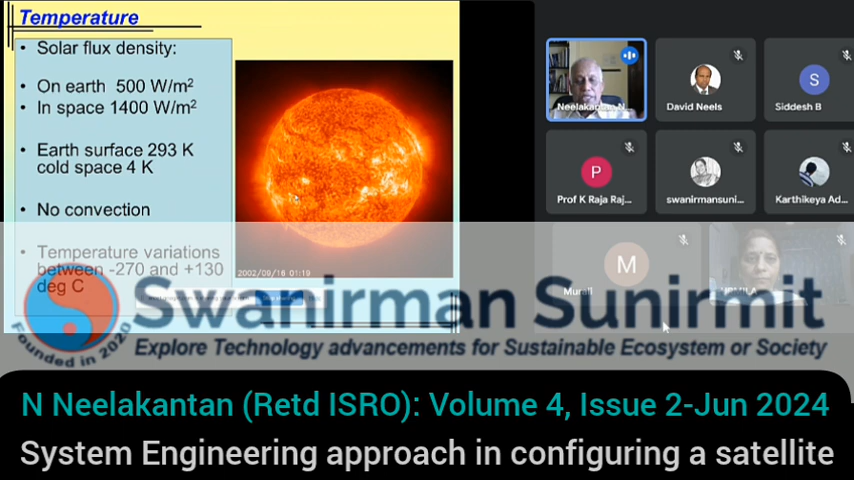 Temperature
• Solar flux density:
• On earth 500 W/m²
• In space 1400 W/m²
• Earth surface 293 K
cold space 4 K
• No convection
• Temperature variations
between -270 and +130
deg C
2002/09/16 01:19
Neelakantan N
David Neels
S
Siddesh B
P
Prof K Raja Raj...
swanirmansuni...
Karthikeya Ad...
M
Murali
Swanirman Sunirmit
Founded in 2020
Explore Technology advancements for Sustainable Ecosystem or Society
N Neelakantan (Retd ISRO): Volume 4, Issue 2-Jun 2024
System Engineering approach in configuring a satellite